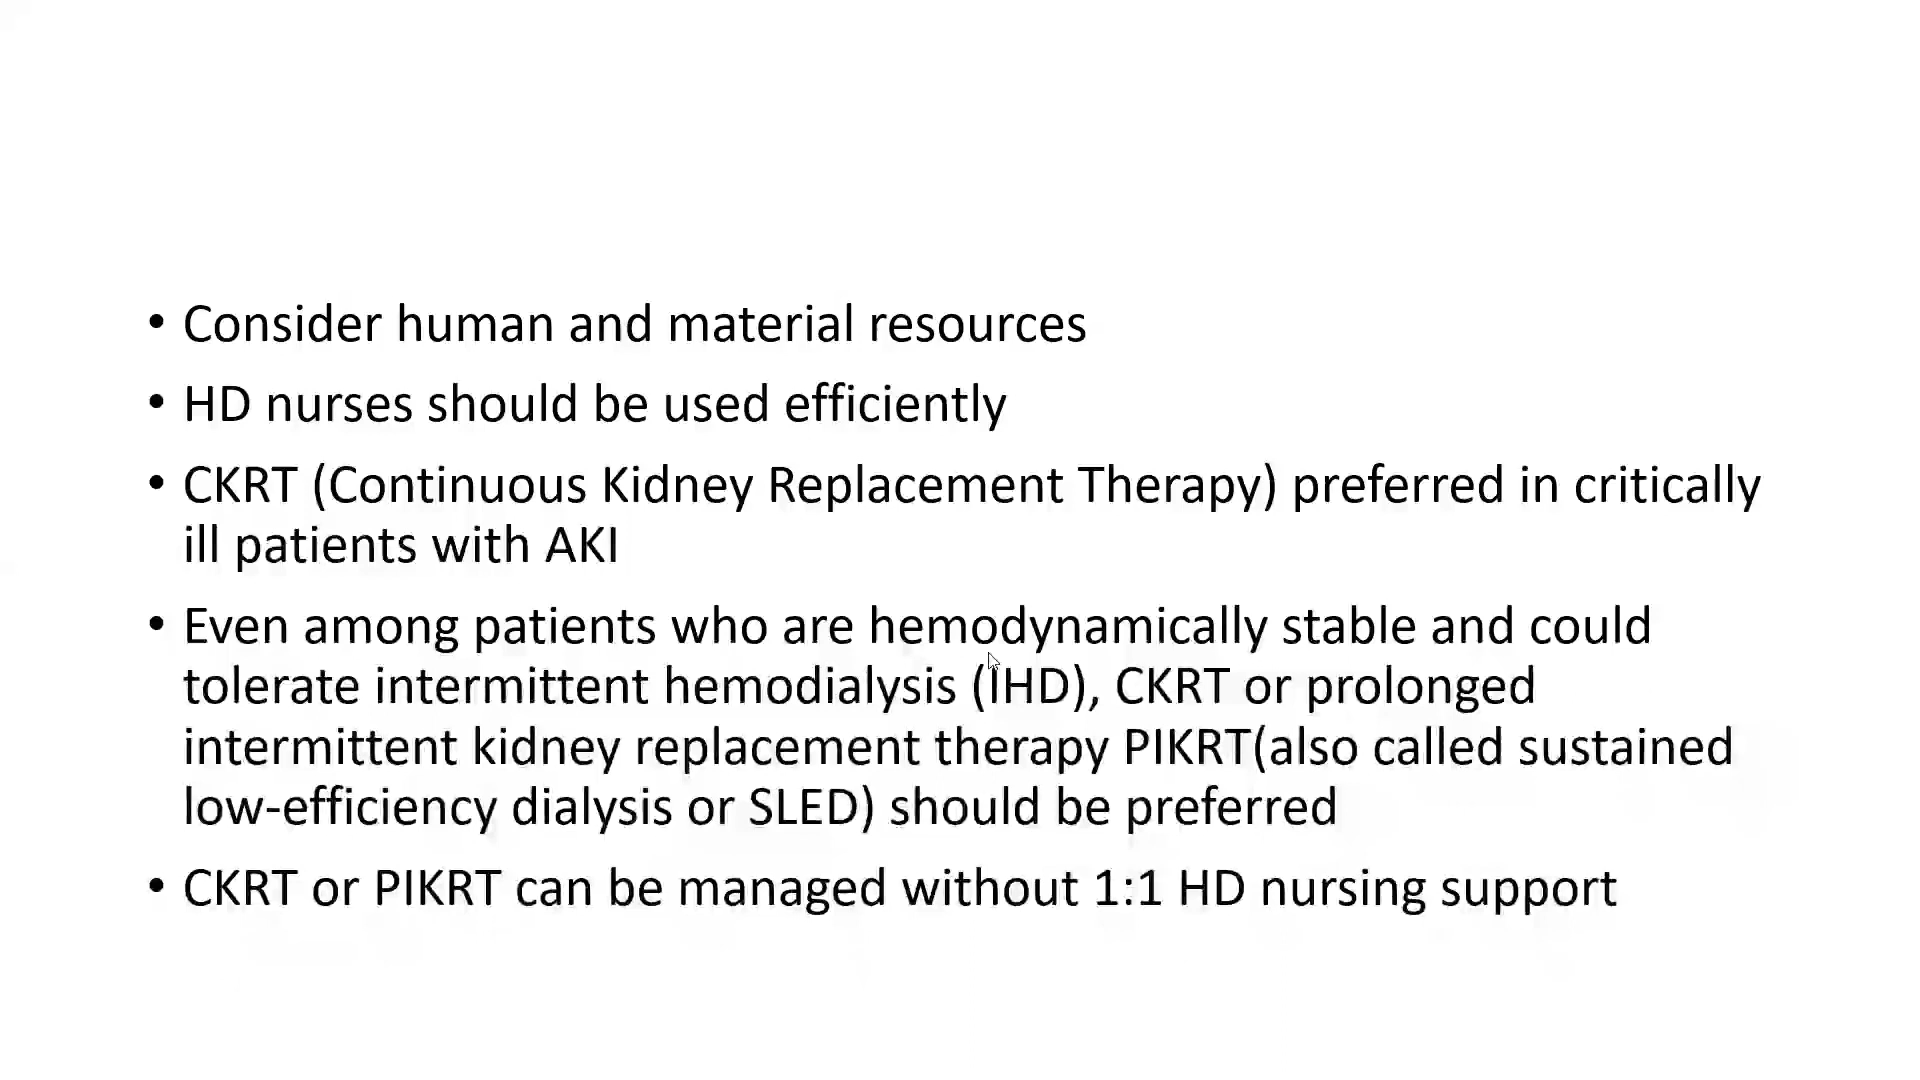 • Consider human and material resources
• HD nurses should be used efficiently
• CKRT (Continuous Kidney Replacement Therapy) preferred in critically
ill patients with AKI
• Even among patients who are hemodynamically stable and could
tolerate intermittent hemodialysis (IHD), CKRT or prolonged
intermittent kidney replacement therapy PIKRT(also called sustained
low-efficiency dialysis or SLED) should be preferred
• CKRT or PIKRT can be managed without 1:1 HD nursing support